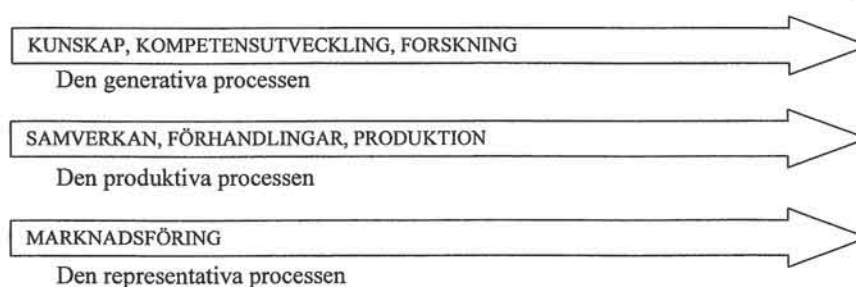 KUNSKAP, KOMPETENSUTVECKLING, FORSKNING
Den generativa processen
SAMVERKAN, FÖRHANDLINGAR, PRODUKTION
Den produktiva processen
MARKNADSFÖRING
Den representativa processen